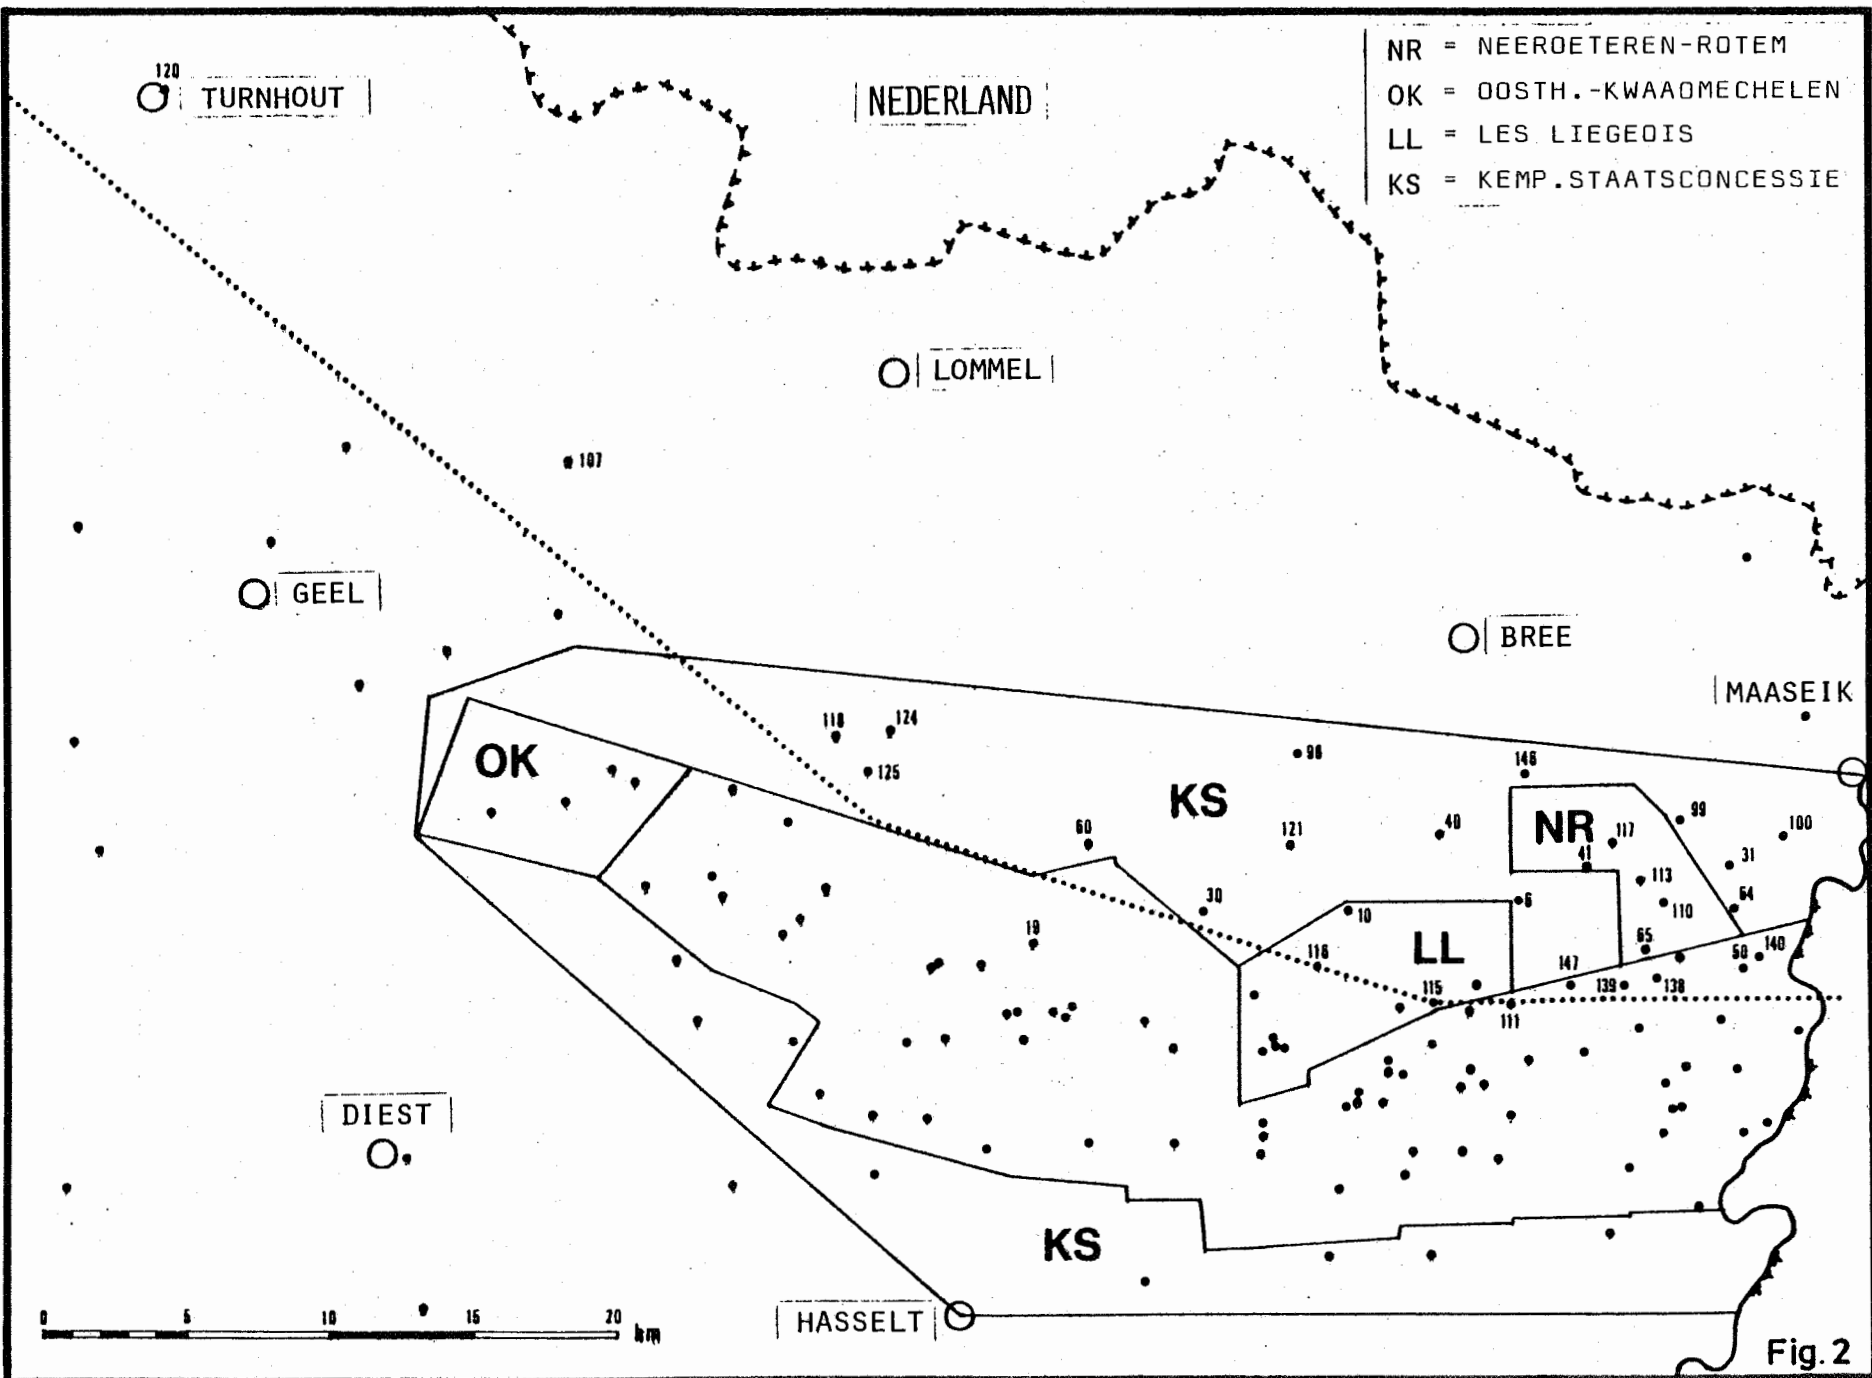 NR = NEEROETEREN-ROTEM
OK = OOSTH.-KWAAOMECHELEN
LL = LES LIEGEOIS
KS = KEMP.STAATSCONCESSIE
120
TURNHOUT
NEDERLAND
LOMMEL
107
GEEL
BREE
MAASEIK
118
124
125
OK
96
146
KS
NR
99
100
60
121
40
117
41
31
113
30
10
6
110
64
19
LL
116
65
147
50
140
115
139
138
111
DIEST
KS
0 5 10 15 20 km
HASSELT
Fig. 2